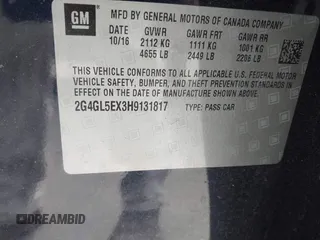 GM
MFD BY GENERAL MOTORS OF CANADA COMPANY
DATE GVWR GAWR FRT GAWR RR
10/16 2112 KG 1111 KG 1001 KG
4655 LB 2449 LB 2206 LB
THIS VEHICLE CONFORMS TO ALL APPLICABLE U.S. FEDERAL MOTOR
VEHICLE SAFETY, BUMPER, AND THEFT PREVENTION STANDARDS
IN EFFECT ON THE DATE OF MANUFACTURE SHOWN ABOVE.
2G4GL5EX3H9131817 TYPE: PASS CAR
DREAMBID